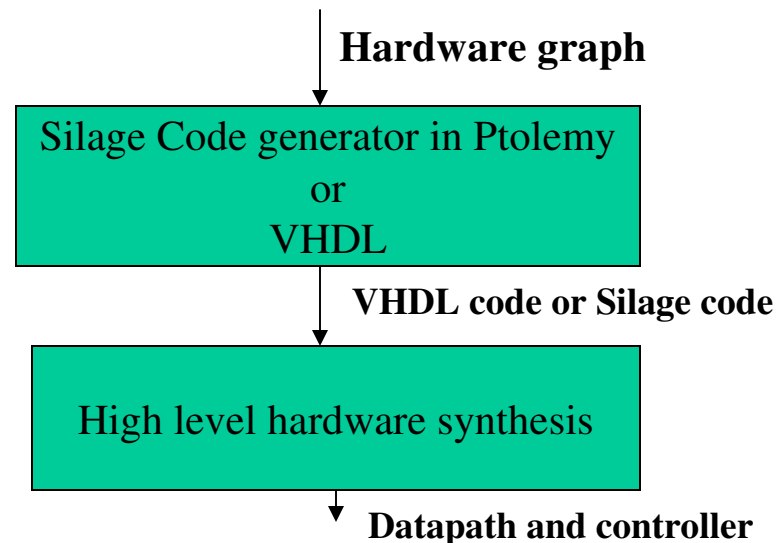 Hardware graph
Silage Code generator in Ptolemy
or
VHDL
VHDL code or Silage code
High level hardware synthesis
Datapath and controller